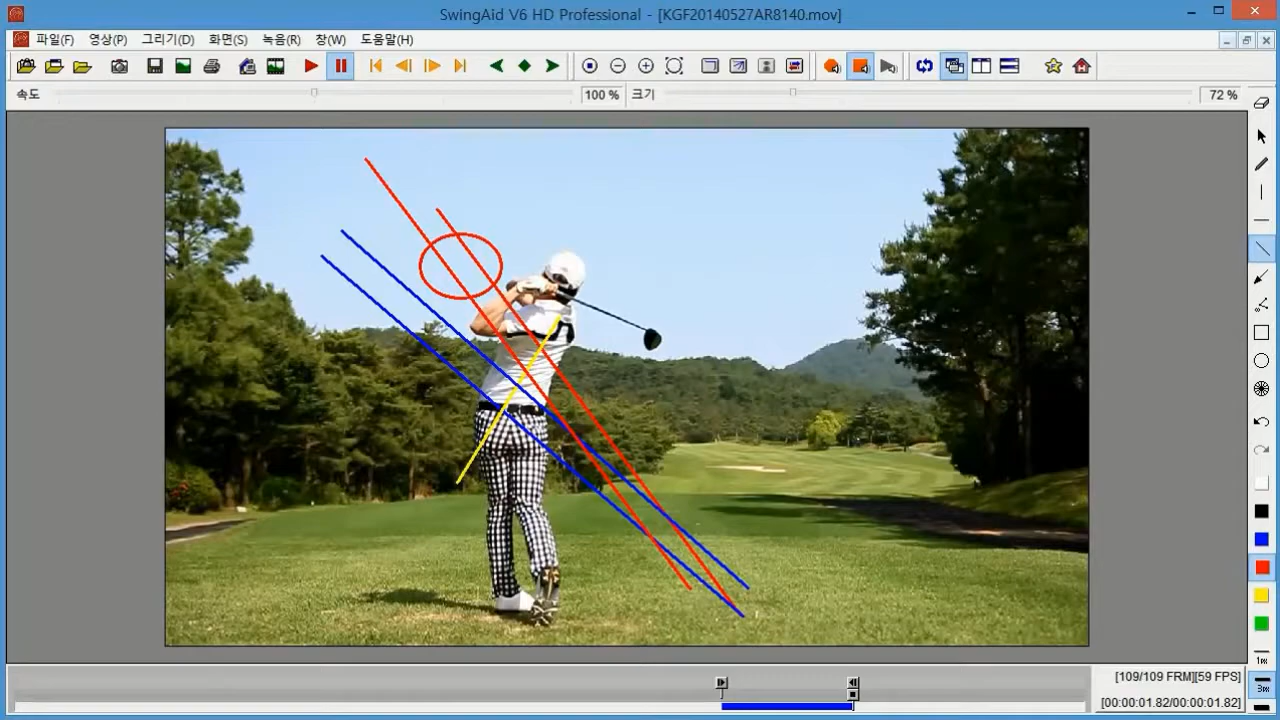 SwingAid V6 HD Professional - [KGF20140527AR8140.mov]
파일(F) 영상(P) 그리기(D) 화면(S) 녹음(R) 창(W) 도움말(H)
속도 100 % 크기 72 %
1px
3px
[109/109 FRM][59 FPS]
[00:00:01.82/00:00:01.82]